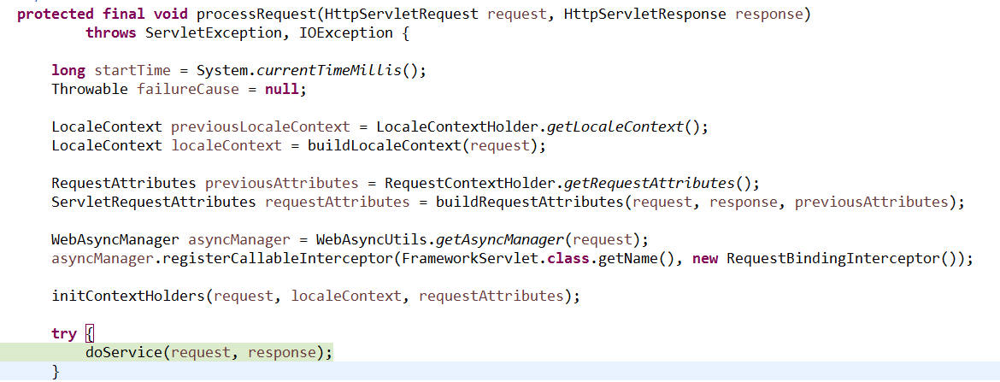 protected final void processRequest(HttpServletRequest request, HttpServletResponse response)
throws ServletException, IOException {
long startTime = System.currentTimeMillis();
Throwable failureCause = null;
LocaleContext previousLocaleContext = LocaleContextHolder.getLocaleContext();
LocaleContext localeContext = buildLocaleContext(request);
RequestAttributes previousAttributes = RequestContextHolder.getRequestAttributes();
ServletRequestAttributes requestAttributes = buildRequestAttributes(request, response, previousAttributes);
WebAsyncManager asyncManager = WebAsyncUtils.getAsyncManager(request);
asyncManager.registerCallableInterceptor(FrameworkServlet.class.getName(), new RequestBindingInterceptor());
initContextHolders(request, localeContext, requestAttributes);
try {
doService(request, response);
}